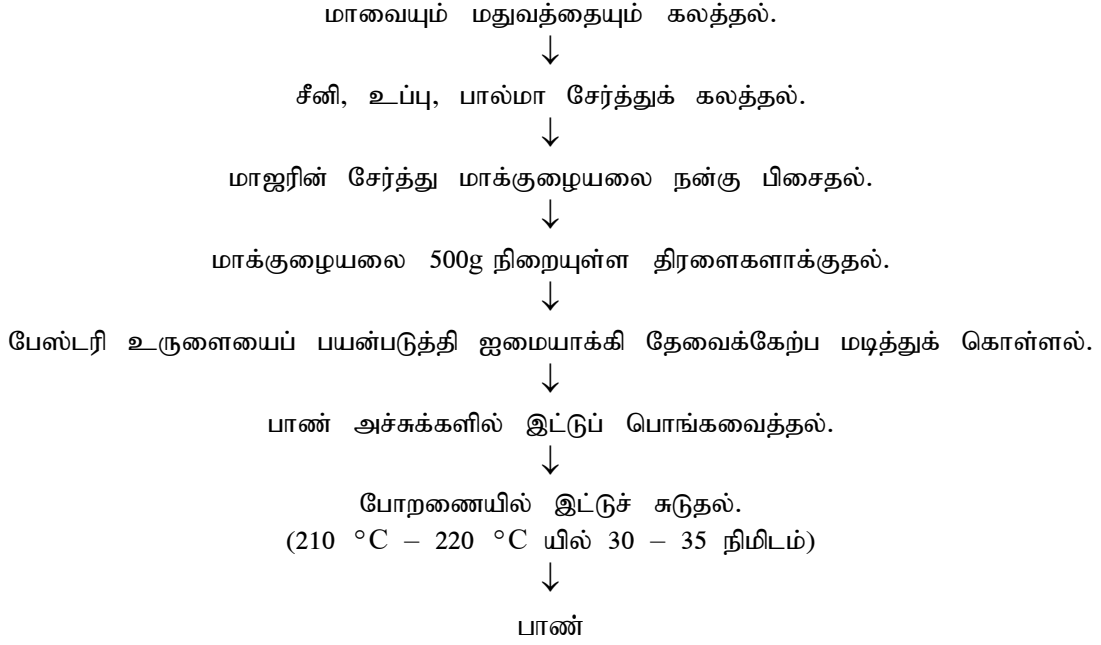 மாவையும் மதுவத்தையும் கலத்தல்.
↓
சீனி, உப்பு, பால்மா சேர்த்துக் கலத்தல்.
↓
மாஜரின் சேர்த்து மாக்குழையலை நன்கு பிசைதல்.
↓
மாக்குழையலை 500g நிறையுள்ள திரளைகளாக்குதல்.
↓
பேஸ்டரி உருளையைப் பயன்படுத்தி ஐமையாக்கி தேவைக்கேற்ப மடித்துக் கொள்ளல்.
↓
பாண் அச்சுக்களில் இட்டுப் பொங்கவைத்தல்.
↓
போறணையில் இட்டுச் சுடுதல்.
(210 °C – 220 °C யில் 30 – 35 நிமிடம்)
↓
பாண்